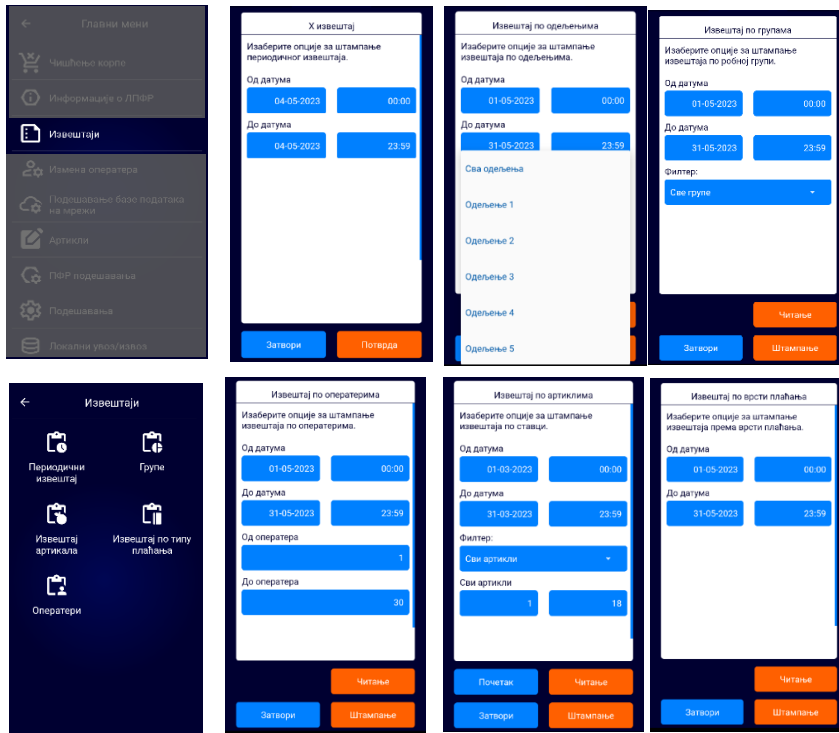 Главни мени
Чишћење корпе
Информације о ЛПФР
Извештаји
Измена оператера
Подешавање базе података
на мрежи
Артикли
ПФР подешавања
Подешавања
Локални увоз/извоз
X извештај
Изаберите опције за штампање
периодичног извештаја.
Од датума
04-05-2023 00:00
До датума
04-05-2023 23:59
Затвори Потврда
Извештај по одељењима
Изаберите опције за штампање
извештаја по одељењима.
Од датума
01-05-2023 00:00
До датума
31-05-2023 23:59
Сва одељења
Одељење 1
Одељење 2
Одељење 3
Одељење 4
Одељење 5
Извештај по групама
Изаберите опције за штампање
извештаја по робној групи.
Од датума
01-05-2023 00:00
До датума
31-05-2023 23:59
Филтер:
Све групе
Читање
Затвори Штампање
Извештаји
Периодични
извештај
Групе
Извештај
артикала
Извештај по типу
плаћања
Оператери
Извештај по оператерима
Изаберите опције за штампање
извештаја по оператерима.
Од датума
01-05-2023 00:00
До датума
31-05-2023 23:59
Од оператера
1
До оператера
30
Читање
Затвори Штампање
Извештај по артиклима
Изаберите опције за штампање
извештаја по ставци.
Од датума
01-03-2023 00:00
До датума
31-03-2023 23:59
Филтер:
Сви артикли
Сви артикли
1 18
Почетак Читање
Затвори Штампање
Извештај по врсти плаћања
Изаберите опције за штампање
извештаја према врсти плаћања.
Од датума
01-05-2023 00:00
До датума
31-05-2023 23:59
Читање
Затвори Штампање